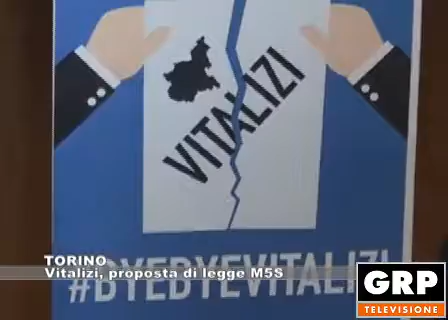 VITALIZI
TORINO
Vitalizi, proposta di legge M5S
#BYEBYEVITALIZI
GRP
TELEVISIONE